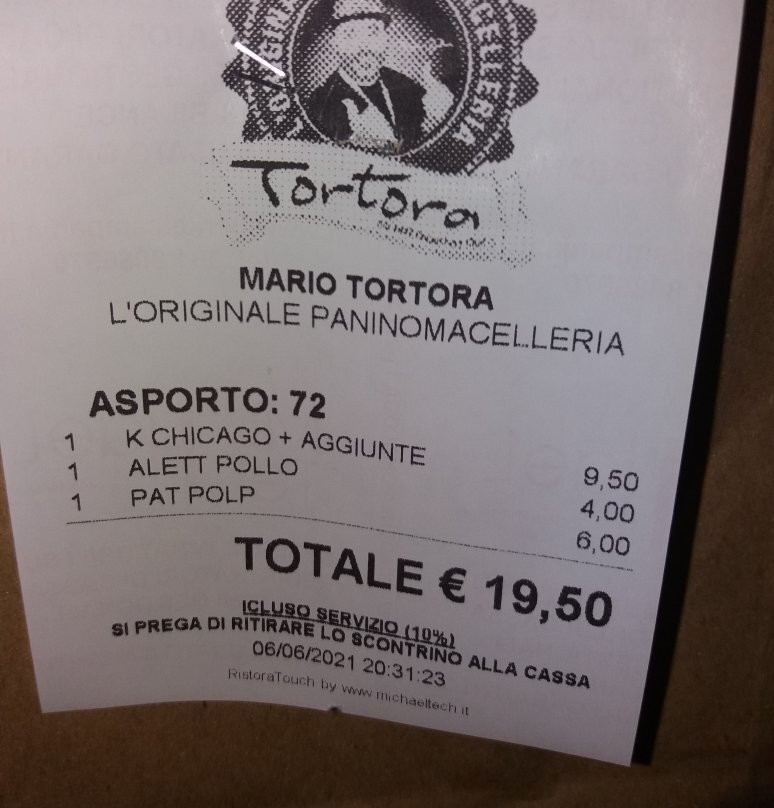 Tortora
MARIO TORTORA
L'ORIGINALE PANINOMACELLERIA
ASPORTO: 72
1 K CHICAGO + AGGIUNTE 9,50
1 ALETT POLLO 4,00
1 PAT POLP 6,00
TOTALE € 19,50
ICLUSO SERVIZIO (10%)
SI PREGA DI RITIRARE LO SCONTRINO ALLA CASSA
06/06/2021 20:31:23
RistoraTouch by www.michaeltech.it